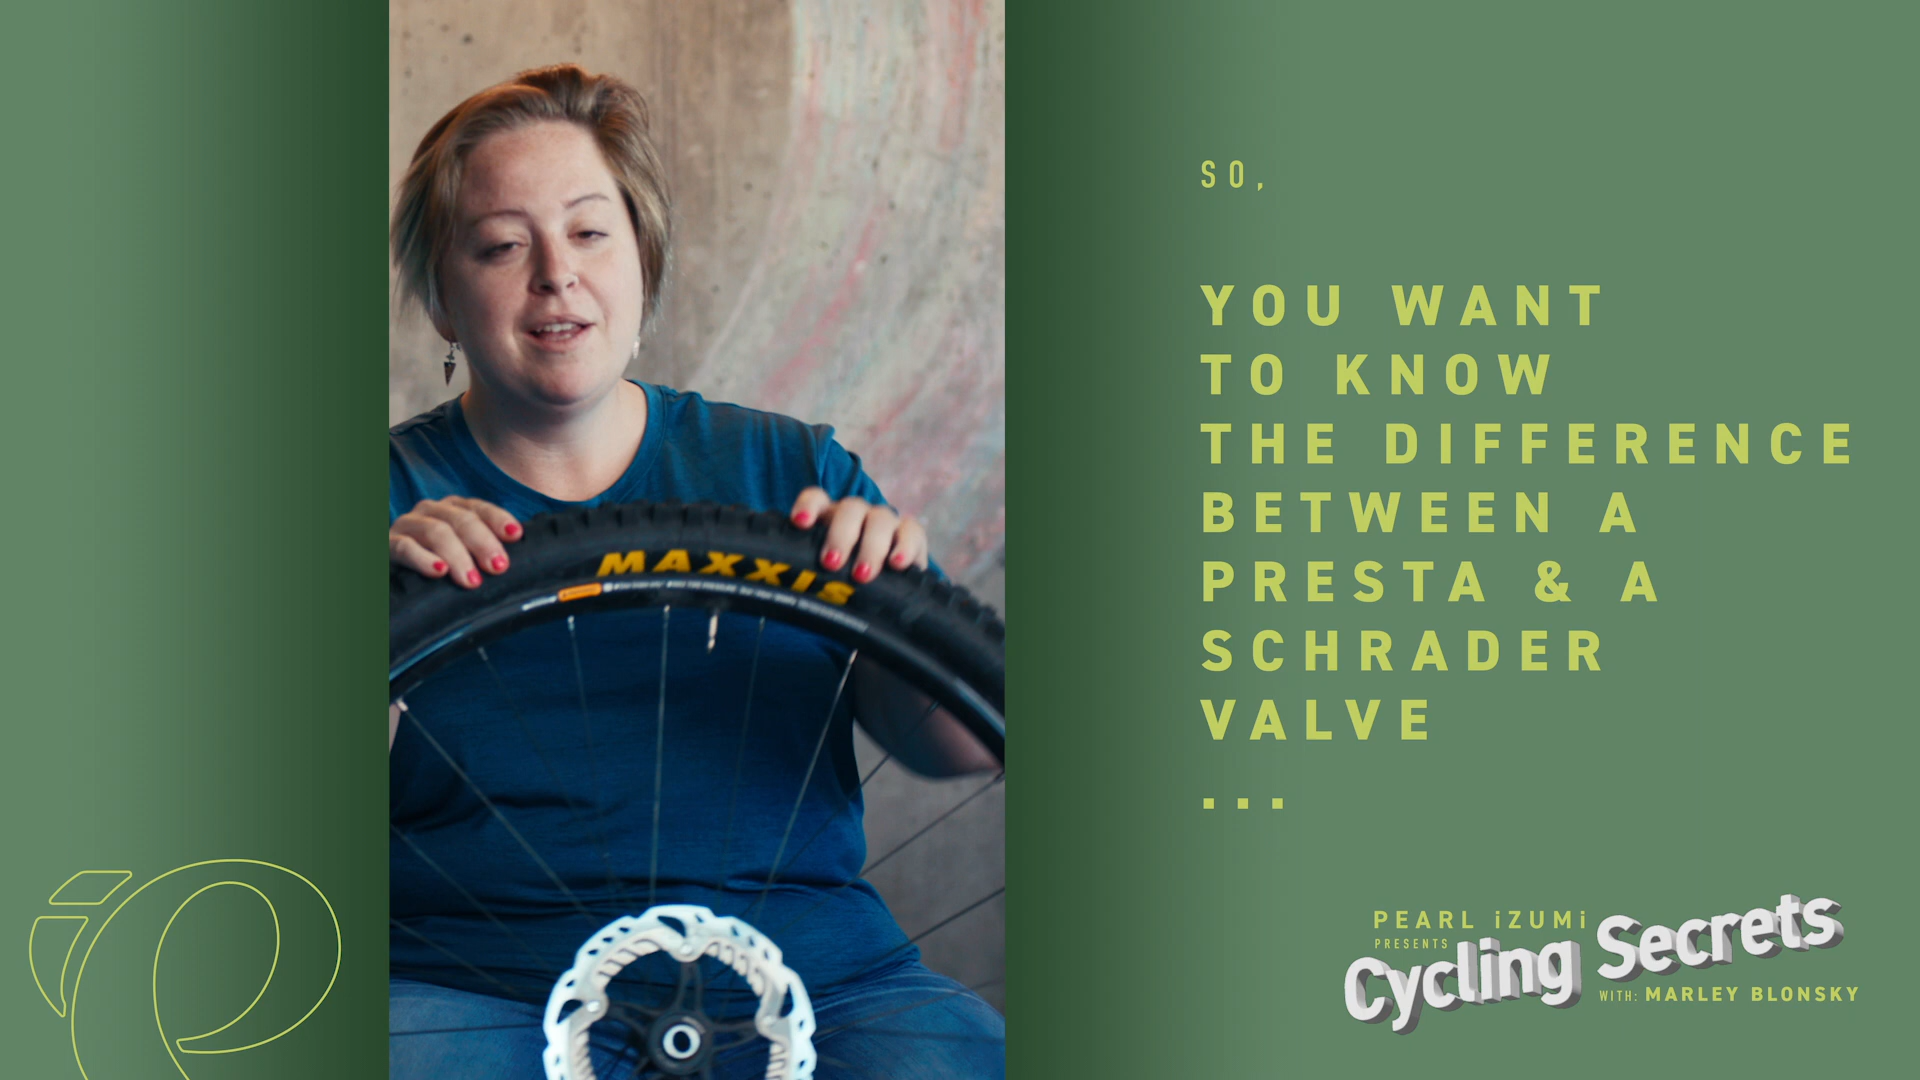 MAXXIS
SO,
YOU WANT
TO KNOW
THE DIFFERENCE
BETWEEN A
PRESTA & A
SCHRADER
VALVE
...
PEARL iZUMi
PRESENTS
Cycling Secrets
WITH: MARLEY BLONSKY